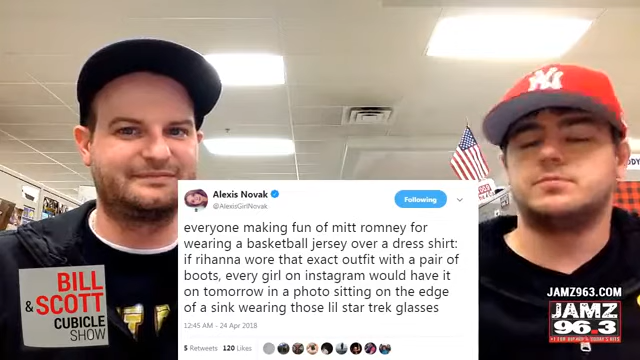 Alexis Novak
@AlexisGirlNovak
Following
everyone making fun of mitt romney for
wearing a basketball jersey over a dress shirt:
if rihanna wore that exact outfit with a pair of
boots, every girl on instagram would have it
on tomorrow in a photo sitting on the edge
of a sink wearing those lil star trek glasses
12:45 AM - 24 Apr 2018
5 Retweets 120 Likes
BILL
& SCOTT
CUBICLE
SHOW
NY
JAMZ963.COM
JAMZ
96.3